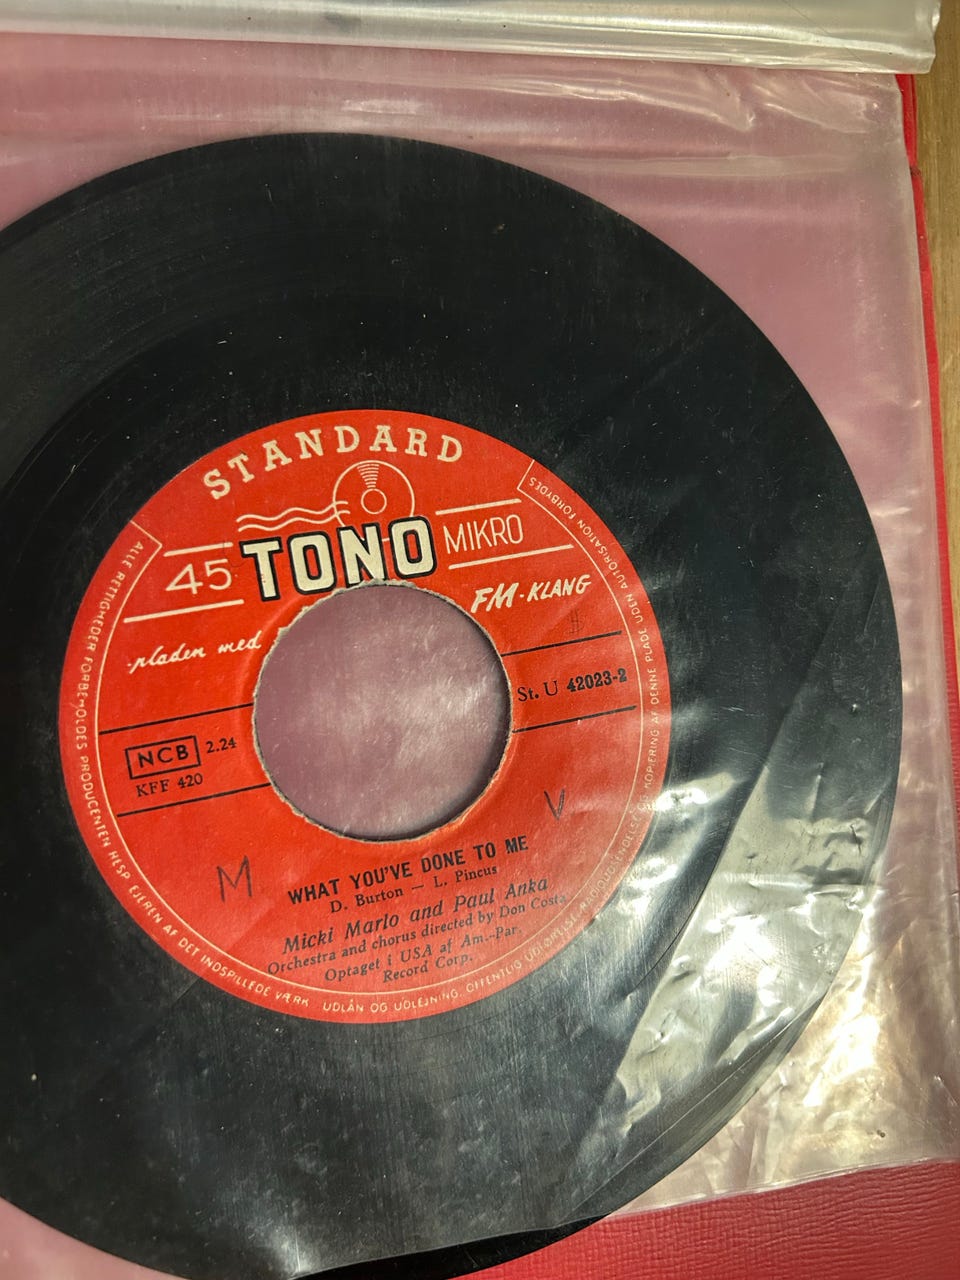 STANDARD
45 TONO MIKRO
-pladen med FM-KLANG
St. U 42023-2
NCB 2.24
KFF 420
M V
WHAT YOU'VE DONE TO ME
D. Burton — L. Pincus
Micki Marlo and Paul Anka
Orchestra and chorus directed by Don Costa
Optaget i USA af Am.-Par.
Record Corp.
ALLE RETTIGHEDER FORBEHOLDES PRODUCENTEN RESP EJEREN AF DET INDSPILLEDE VÆRK UDLÅN OG UDLEJNING, OFFENTLIG UDFØRELSE, RADIOUDSENDELSE OG KOPIERING AF DENNE PLADE UDEN AUTORISATION FORBYDES